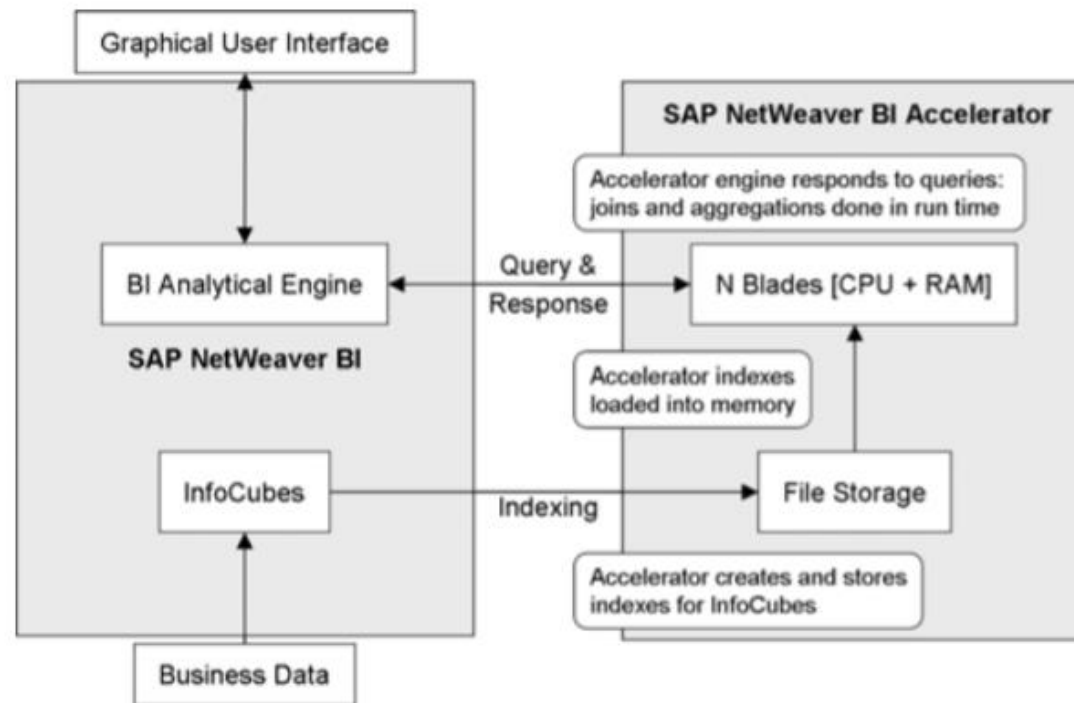 Graphical User Interface
SAP NetWeaver BI Accelerator
Accelerator engine responds to queries:
joins and aggregations done in run time
BI Analytical Engine
Query &
Response
N Blades [CPU + RAM]
SAP NetWeaver BI
Accelerator indexes
loaded into memory
InfoCubes
Indexing
File Storage
Accelerator creates and stores
indexes for InfoCubes
Business Data